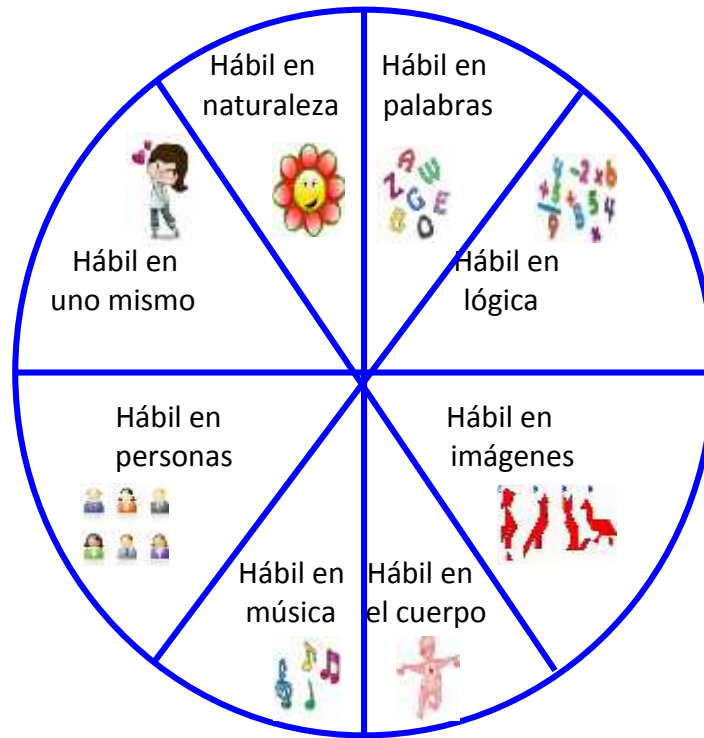 Hábil en
naturaleza
Hábil en
palabras
Hábil en
lógica
Hábil en
imágenes
Hábil en
el cuerpo
Hábil en
música
Hábil en
personas
Hábil en
uno mismo
A
W
Z
G
E
O